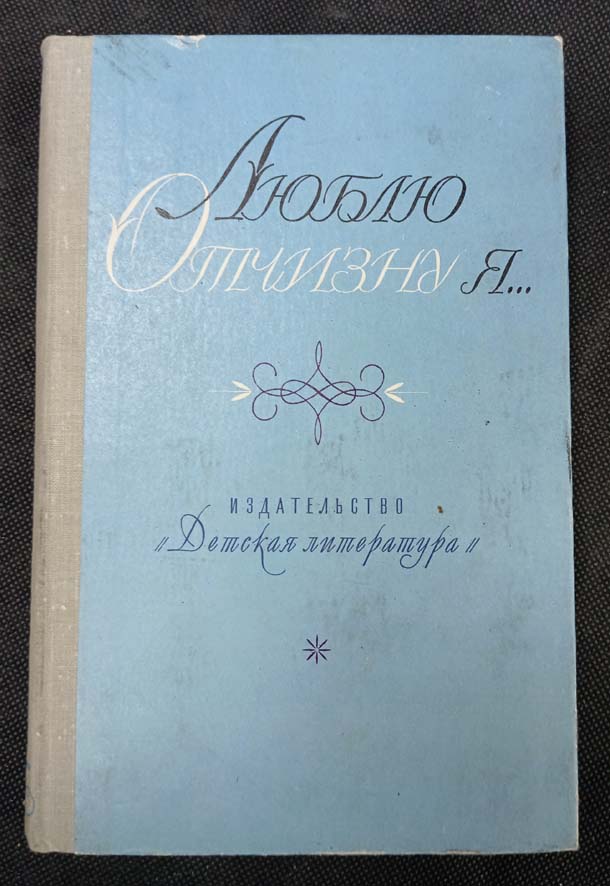 Люблю
Отчизну я...
ИЗДАТЕЛЬСТВО
"Детская литература"